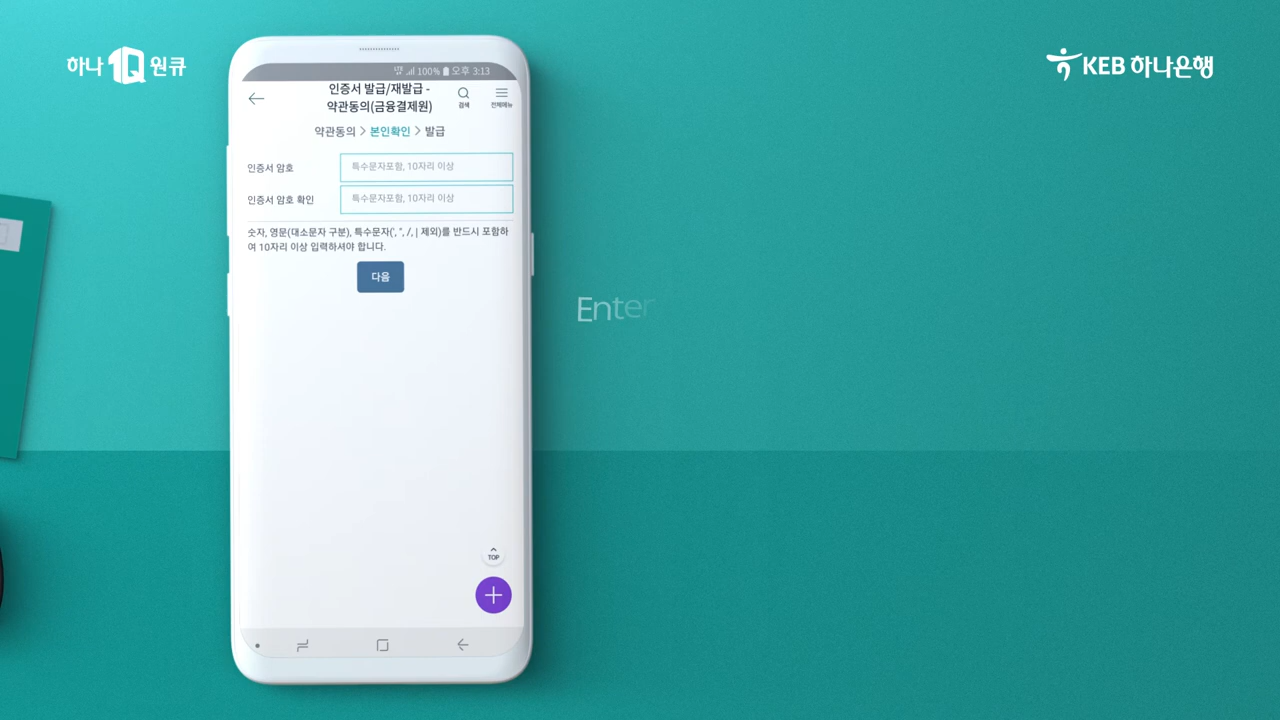 하나 1Q 원큐
KEB 하나은행
LTE 100% 오후 3:13
인증서 발급/재발급 -
약관동의(금융결제원)
검색
전체메뉴
약관동의 > 본인확인 > 발급
인증서 암호
특수문자포함, 10자리 이상
인증서 암호 확인
특수문자포함, 10자리 이상
숫자, 영문(대소문자 구분), 특수문자(', ", /, | 제외)를 반드시 포함하
여 10자리 이상 입력하셔야 합니다.
다음
Enter
TOP